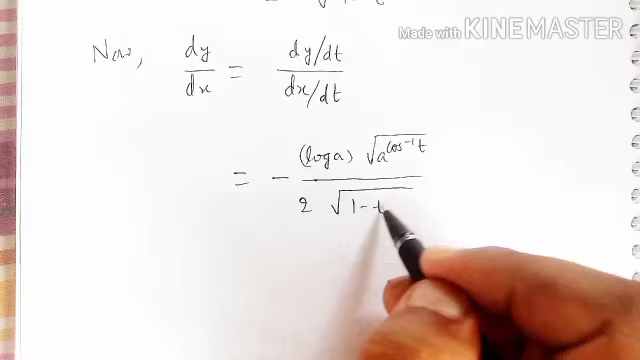 Made with KINEMASTER
Now, dy/dx = (dy/dt)/(dx/dt)
= - (log a) √(a^(cos⁻¹ t)) / 2 √(1-t